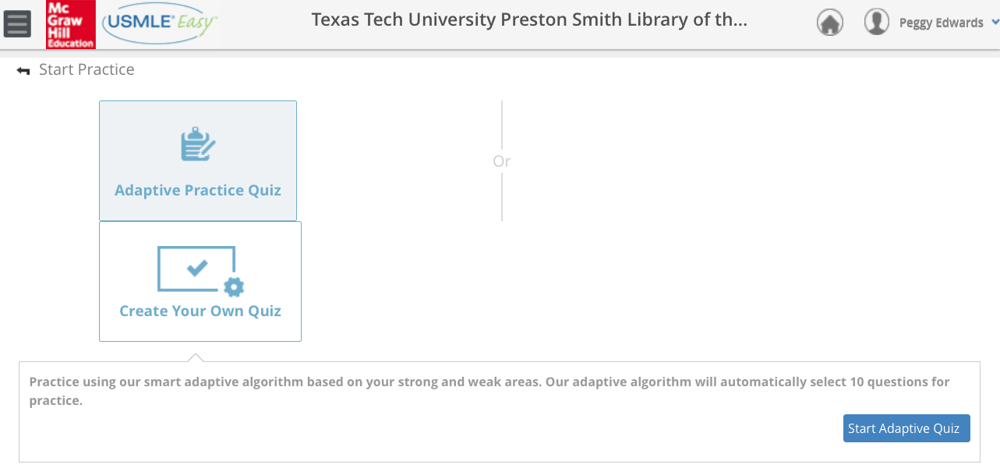 Mc
Graw
Hill
Education
USMLE® Easy™
Texas Tech University Preston Smith Library of th...
Peggy Edwards
Start Practice
Adaptive Practice Quiz
Or
Create Your Own Quiz
Practice using our smart adaptive algorithm based on your strong and weak areas. Our adaptive algorithm will automatically select 10 questions for
practice.
Start Adaptive Quiz